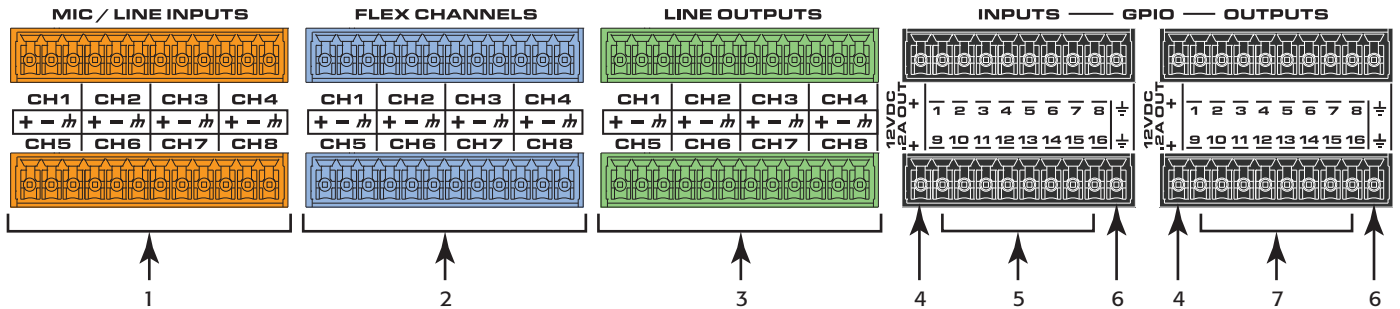 MIC / LINE INPUTS
FLEX CHANNELS
LINE OUTPUTS
INPUTS — GPIO — OUTPUTS
CH1 CH2 CH3 CH4
CH1 CH2 CH3 CH4
CH1 CH2 CH3 CH4
+ − + − + − + −
+ − + − + − + −
+ − + − + − + −
CH5 CH6 CH7 CH8
CH5 CH6 CH7 CH8
CH5 CH6 CH7 CH8
12VDC
.2A OUT
+ 1 2 3 4 5 6 7 8
+ 9 10 11 12 13 14 15 16
12VDC
.2A OUT
+ 1 2 3 4 5 6 7 8
+ 9 10 11 12 13 14 15 16
1 2 3 4 5 6 4 7 6